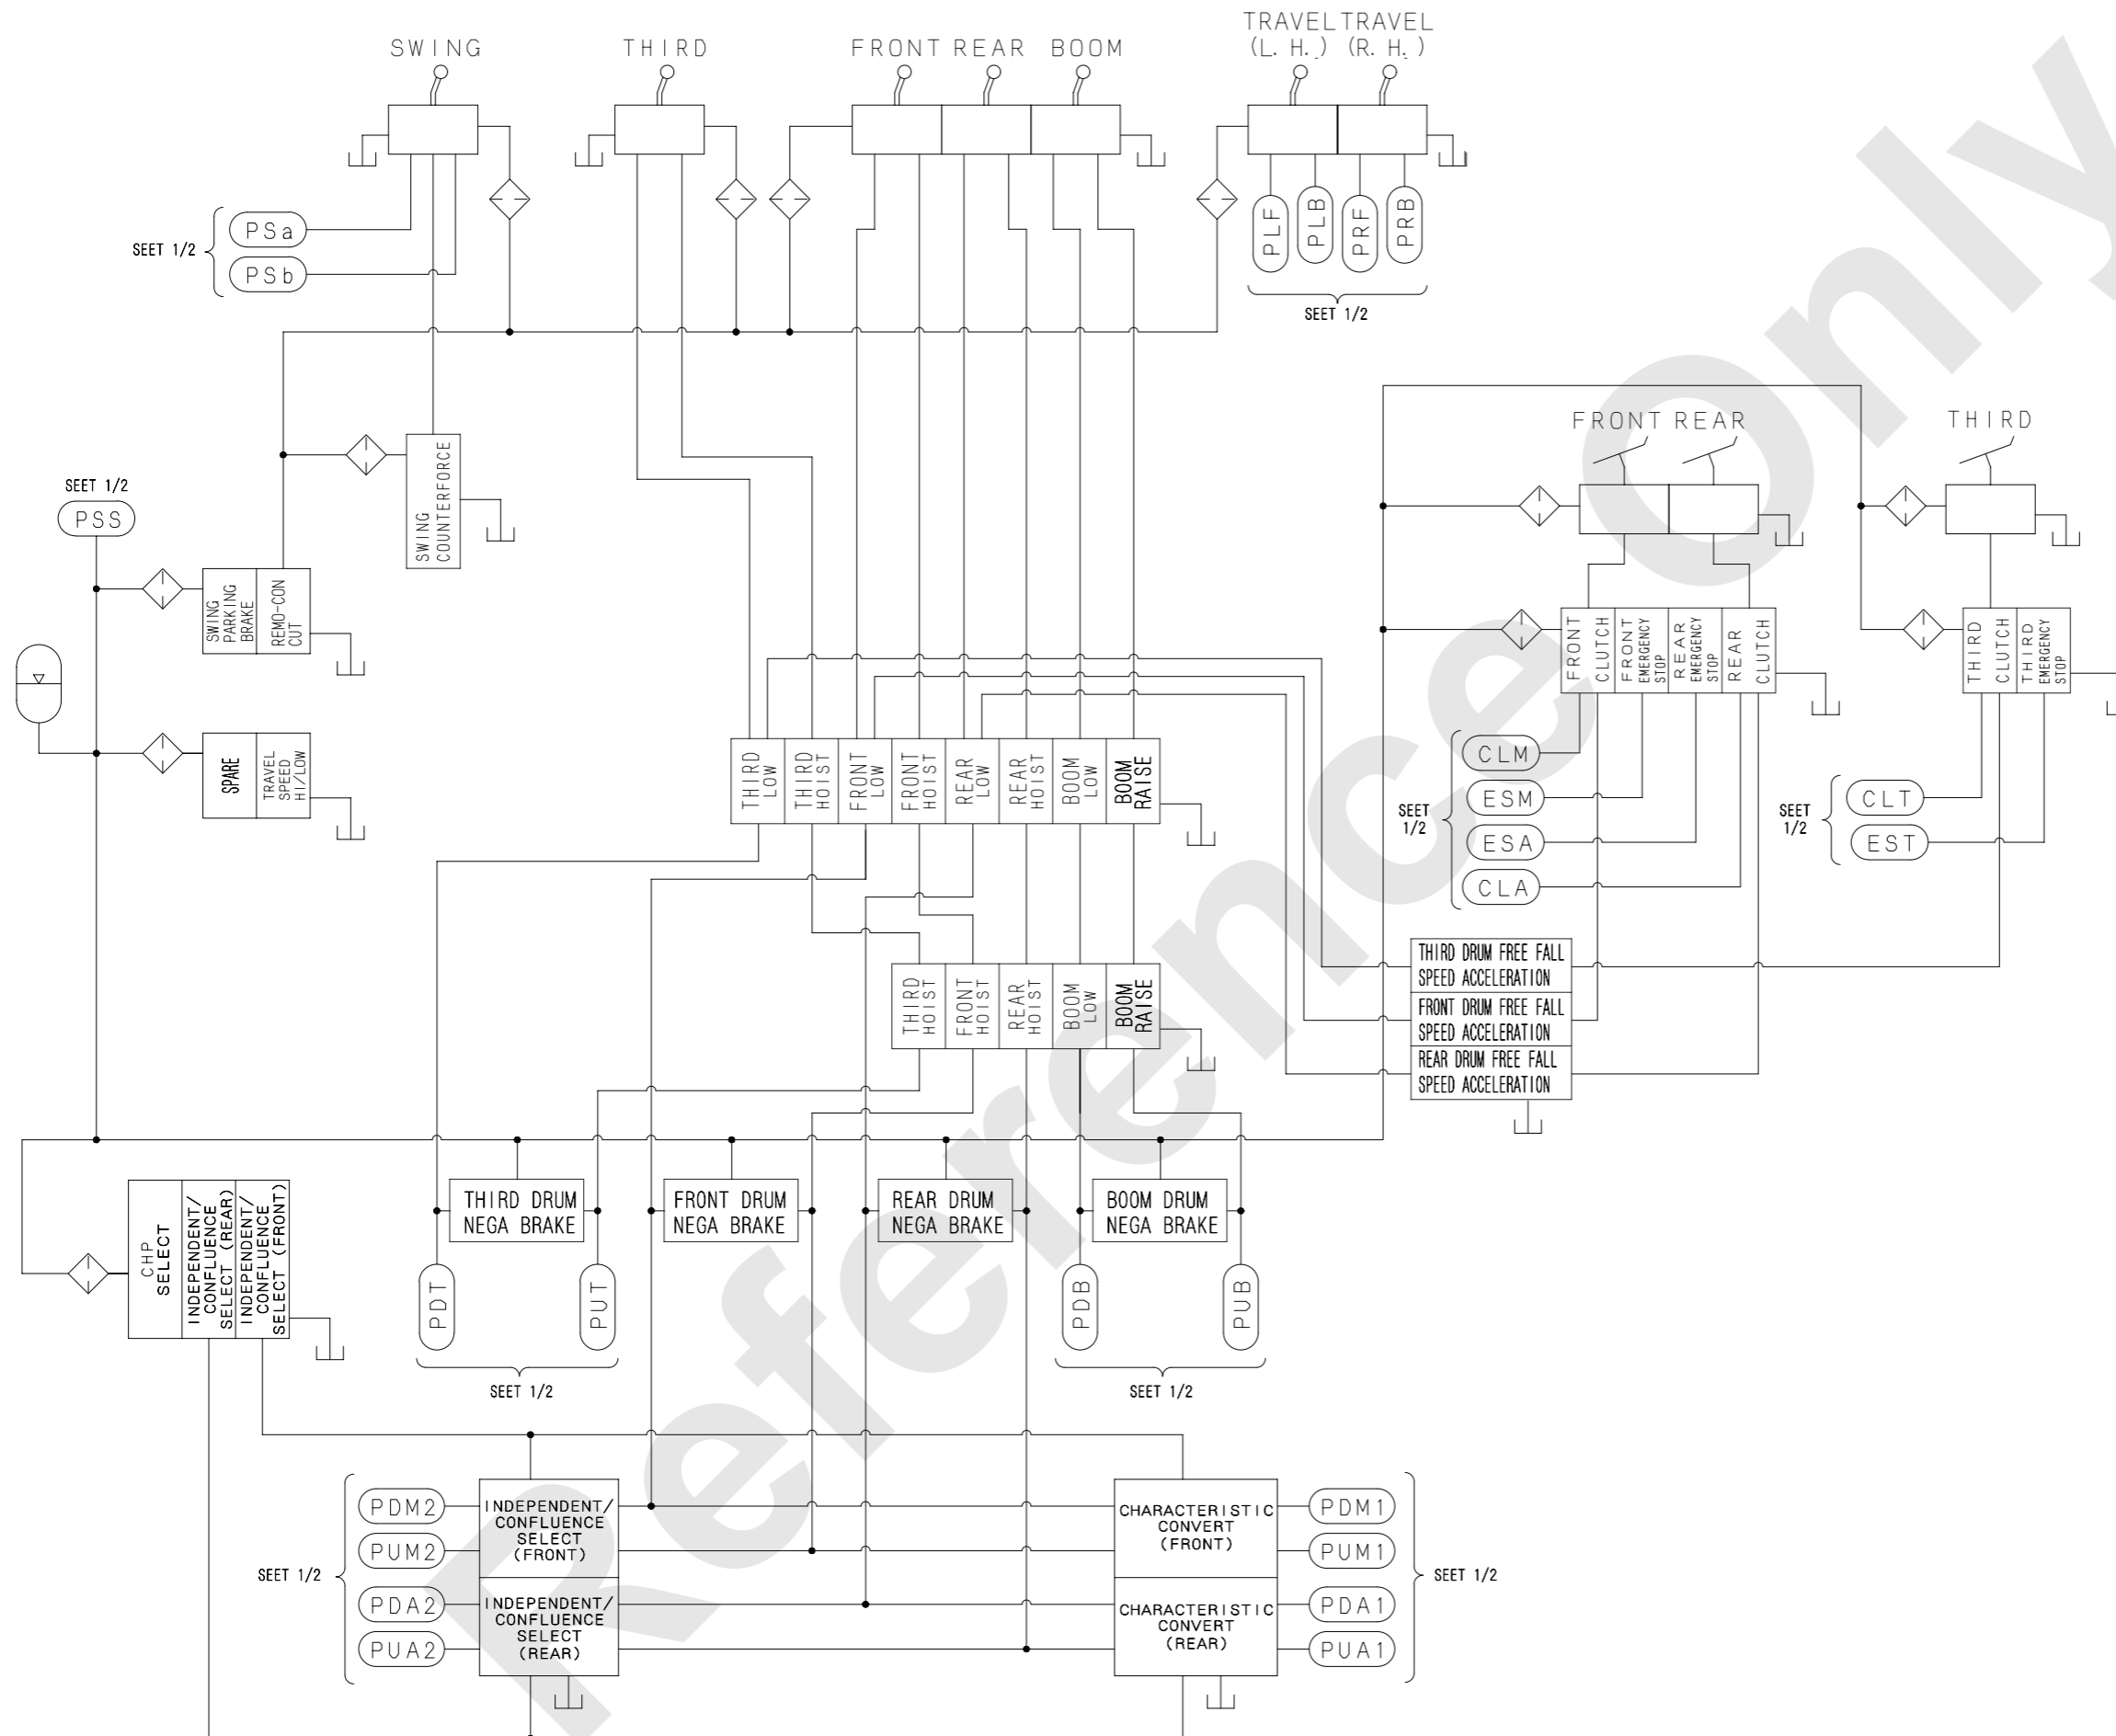 SWING
THIRD
FRONT
REAR
BOOM
TRAVEL
(L. H.)
TRAVEL
(R. H.)
SEET 1/2
PSa
PSb
PLF
PLB
PRF
PRB
SEET 1/2
SEET 1/2
PSS
SWING
COUNTERFORCE
SWING
PARKING
BRAKE
REMO-CON
CUT
SPARE
TRAVEL
SPEED
HI/LOW
FRONT
REAR
THIRD
FRONT
CLUTCH
FRONT
EMERGENCY
STOP
REAR
EMERGENCY
STOP
REAR
CLUTCH
THIRD
CLUTCH
THIRD
EMERGENCY
STOP
THIRD
LOW
THIRD
HOIST
FRONT
LOW
FRONT
HOIST
REAR
LOW
REAR
HOIST
BOOM
LOW
BOOM
RAISE
SEET
1/2
CLM
ESM
ESA
CLA
SEET
1/2
CLT
EST
THIRD DRUM FREE FALL
SPEED ACCELERATION
FRONT DRUM FREE FALL
SPEED ACCELERATION
REAR DRUM FREE FALL
SPEED ACCELERATION
THIRD
HOIST
FRONT
HOIST
REAR
HOIST
BOOM
LOW
BOOM
RAISE
CHP
SELECT
INDEPENDENT/
CONFLUENCE
SELECT (REAR)
INDEPENDENT/
CONFLUENCE
SELECT (FRONT)
THIRD DRUM
NEGA BRAKE
FRONT DRUM
NEGA BRAKE
REAR DRUM
NEGA BRAKE
BOOM DRUM
NEGA BRAKE
PDT
PUT
PDB
PUB
SEET 1/2
SEET 1/2
SEET 1/2
PDM2
PUM2
PDA2
PUA2
INDEPENDENT/
CONFLUENCE
SELECT
(FRONT)
INDEPENDENT/
CONFLUENCE
SELECT
(REAR)
CHARACTERISTIC
CONVERT
(FRONT)
CHARACTERISTIC
CONVERT
(REAR)
PDM1
PUM1
PDA1
PUA1
SEET 1/2
Reference Only